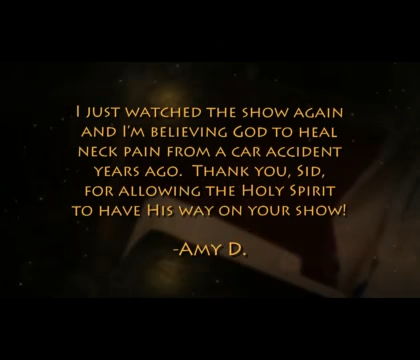 I just watched the show again
and I'm believing God to heal
neck pain from a car accident
years ago. Thank you, Sid,
for allowing the Holy Spirit
to have His way on your show!
-Amy D.